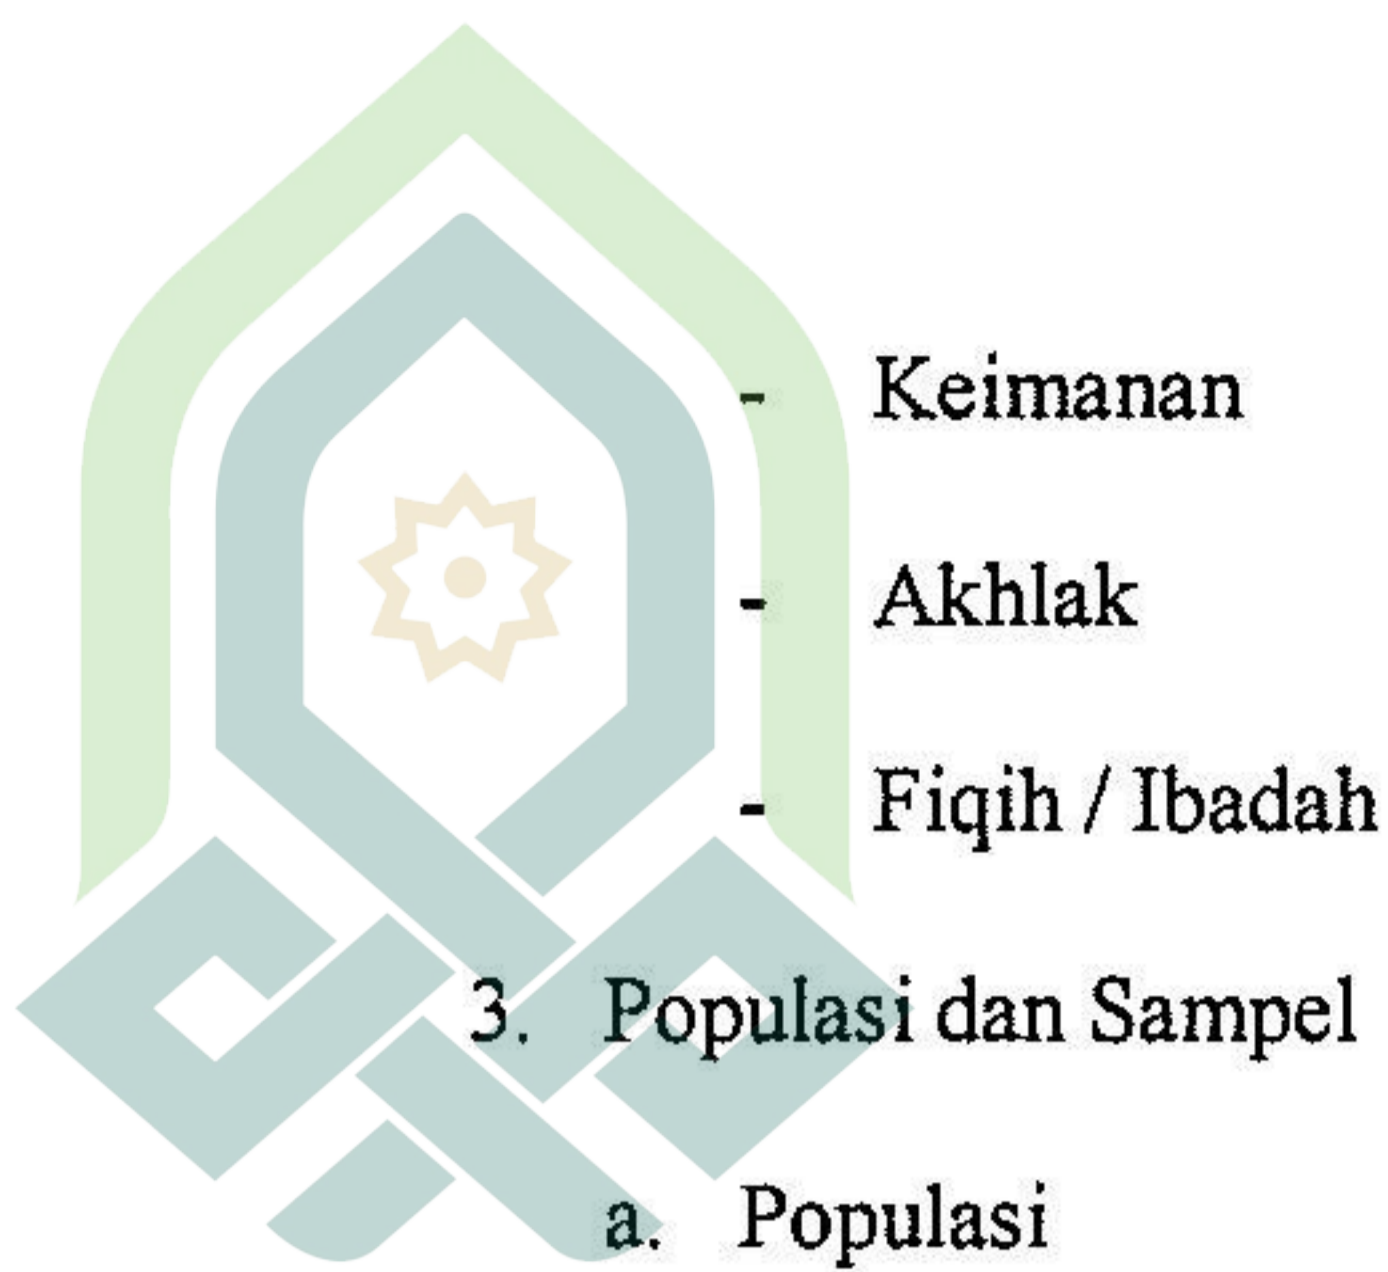 - Keimanan
- Akhlak
- Fiqih / Ibadah
3. Populasi dan Sampel
a. Populasi